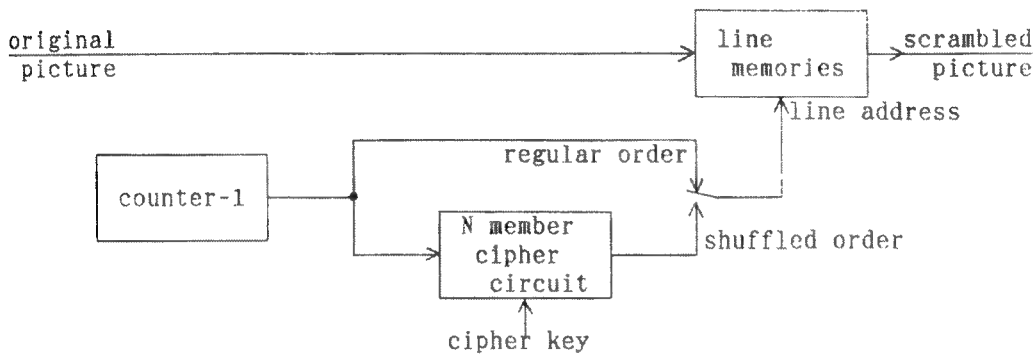 original
picture
line
memories
scrambled
picture
line address
regular order
counter-1
N member
cipher
circuit
shuffled order
cipher key